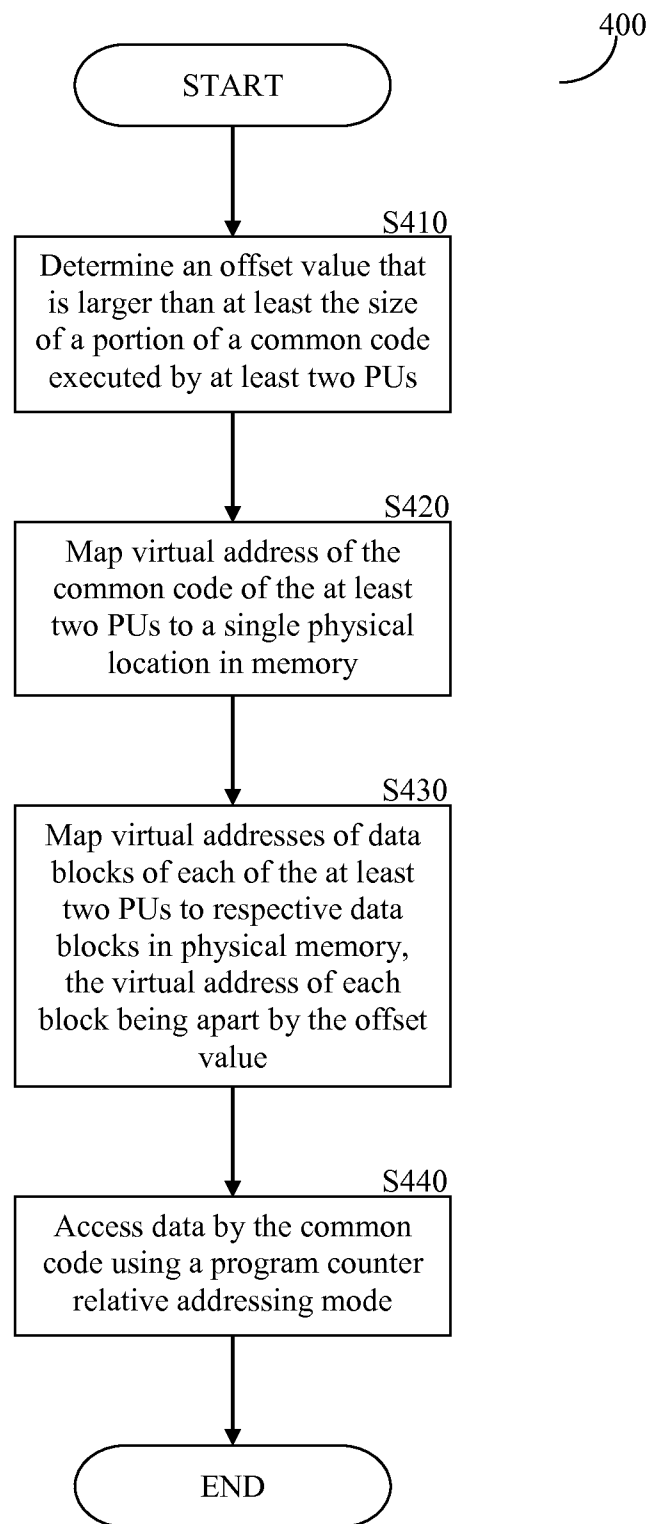 400
START
S410
Determine an offset value that
is larger than at least the size
of a portion of a common code
executed by at least two PUs
S420
Map virtual address of the
common code of the at least
two PUs to a single physical
location in memory
S430
Map virtual addresses of data
blocks of each of the at least
two PUs to respective data
blocks in physical memory,
the virtual address of each
block being apart by the offset
value
S440
Access data by the common
code using a program counter
relative addressing mode
END